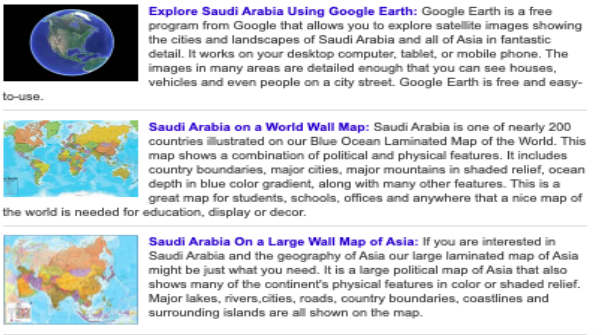 Explore Saudi Arabia Using Google Earth: Google Earth is a free
program from Google that allows you to explore satellite images showing
the cities and landscapes of Saudi Arabia and all of Asia in fantastic
detail. It works on your desktop computer, tablet, or mobile phone. The
images in many areas are detailed enough that you can see houses,
vehicles and even people on a city street. Google Earth is free and easy-
to-use.
Saudi Arabia on a World Wall Map: Saudi Arabia is one of nearly 200
countries illustrated on our Blue Ocean Laminated Map of the World. This
map shows a combination of political and physical features. It includes
country boundaries, major cities, major mountains in shaded relief, ocean
depth in blue color gradient, along with many other features. This is a
great map for students, schools, offices and anywhere that a nice map of
the world is needed for education, display or decor.
Saudi Arabia On a Large Wall Map of Asia: If you are interested in
Saudi Arabia and the geography of Asia our large laminated map of Asia
might be just what you need. It is a large political map of Asia that also
shows many of the continent's physical features in color or shaded relief.
Major lakes, rivers,cities, roads, country boundaries, coastlines and
surrounding islands are all shown on the map.